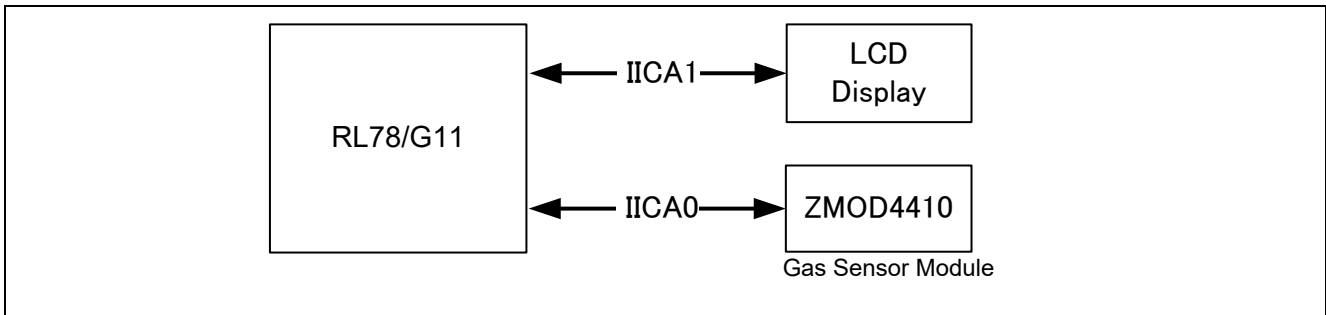 RL78/G11
IICA1
LCD
Display
IICA0
ZMOD4410
Gas Sensor Module